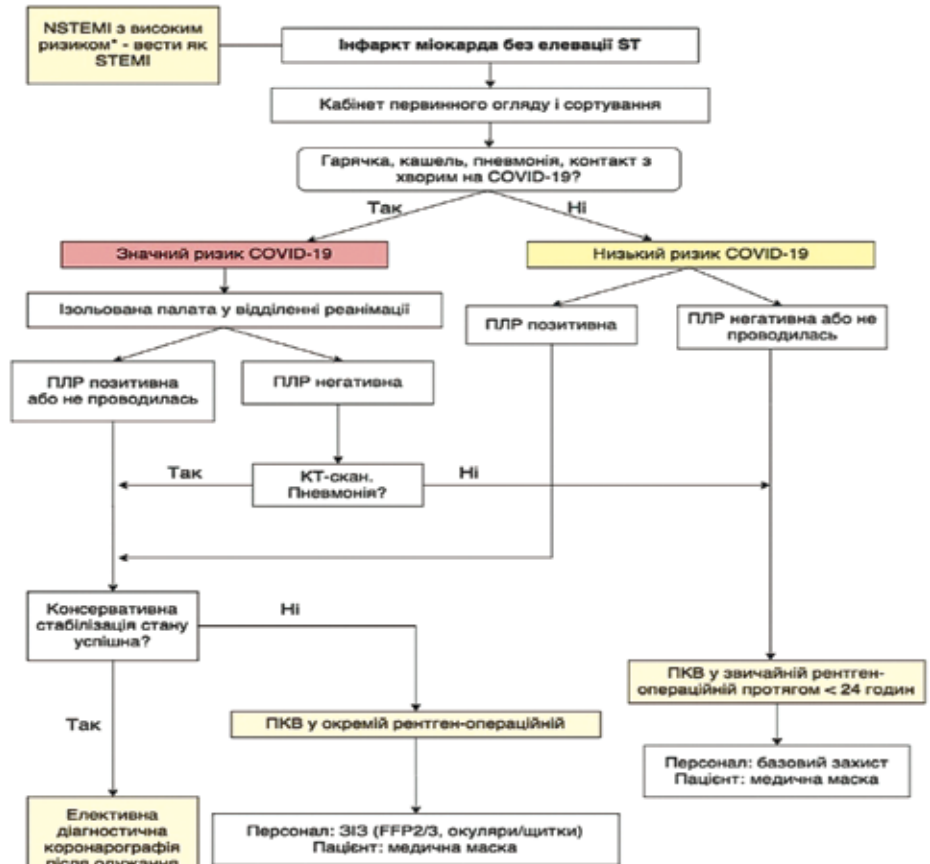 NSTEMI з високим
ризиком* - вести як
STEMI
Інфаркт міокарда без елевації ST
Кабінет первинного огляду і сортування
Гарячка, кашель, пневмонія, контакт з
хворим на COVID-19?
Так
Ні
Значний ризик COVID-19
Низький ризик COVID-19
Ізольована палата у відділенні реанімації
ПЛР позитивна
ПЛР негативна або не
проводилась
ПЛР позитивна
або не проводилась
ПЛР негативна
Так
КТ-скан.
Пневмонія?
Ні
Консервативна
стабілізація стану
успішна?
Ні
ПКВ у звичайній рентген-
операційній протягом < 24 годин
Так
ПКВ у окремій рентген-операційній
Персонал: базовий захист
Пацієнт: медична маска
Елективна
діагностична
коронарографія
після одужання
Персонал: ЗІЗ (FFP2/3, окуляри/щитки)
Пацієнт: медична маска